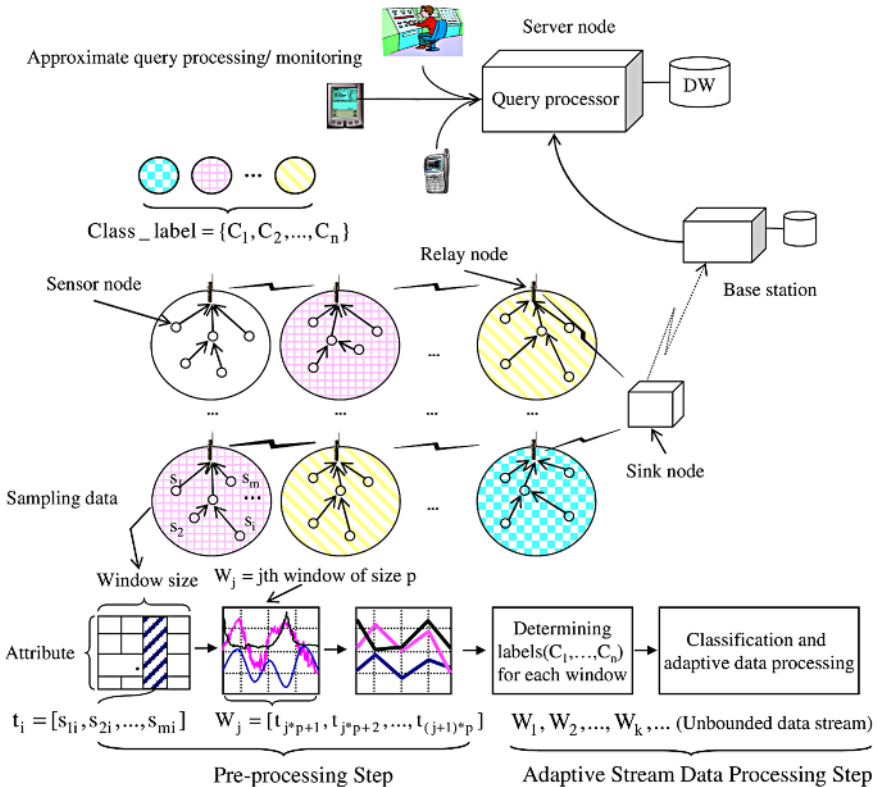 Server node
Approximate query processing/ monitoring
Query processor
DW
Class_label = {C1, C2,..., Cn}
Relay node
Sensor node
Base station
...
...
...
...
...
Sink node
Sampling data
s1
sm
...
s2
si
...
Window size
Wj = jth window of size p
Attribute
Determining
labels(C1,...,Cn)
for each window
Classification and
adaptive data processing
ti = [s1i, s2i,..., smi]
Wj = [tj*p+1, tj*p+2,..., t(j+1)*p]
W1, W2,..., Wk,... (Unbounded data stream)
Pre-processing Step
Adaptive Stream Data Processing Step